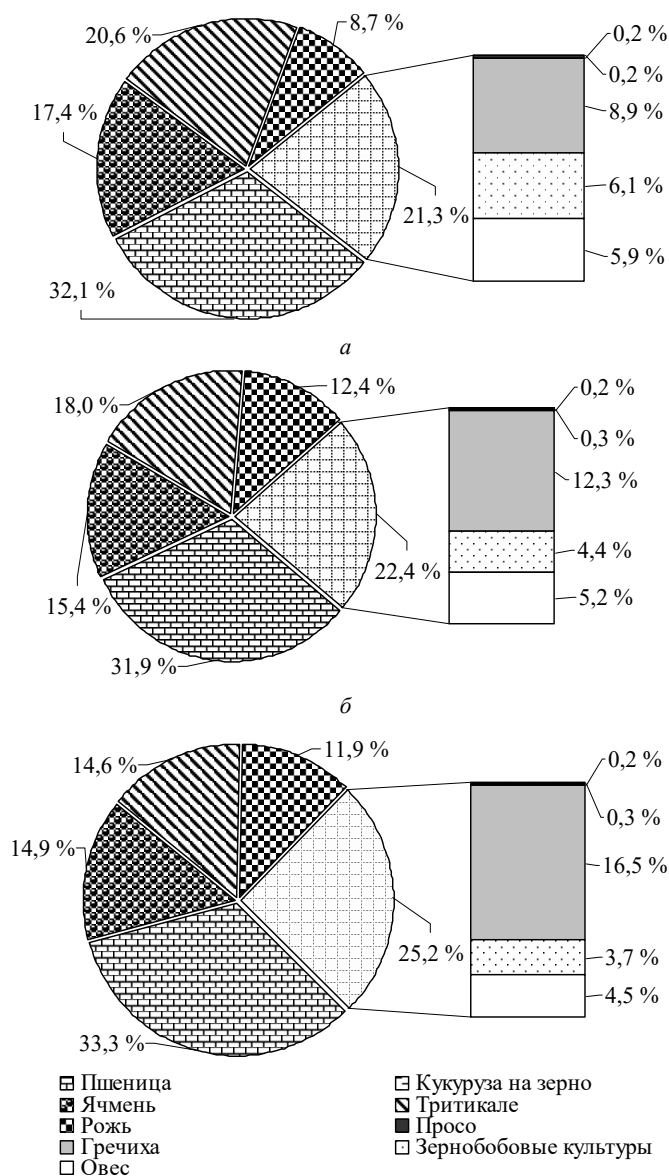 20,6 %
8,7 %
0,2 %
0,2 %
17,4 %
8,9 %
6,1 %
21,3 %
5,9 %
32,1 %
а
18,0 %
12,4 %
0,2 %
0,3 %
12,3 %
4,4 %
22,4 %
5,2 %
15,4 %
31,9 %
б
14,6 %
11,9 %
0,2 %
0,3 %
14,9 %
16,5 %
25,2 %
3,7 %
4,5 %
33,3 %
Пшеница
Кукуруза на зерно
Ячмень
Тритикале
Рожь
Просо
Гречиха
Зернобобовые культуры
Овес